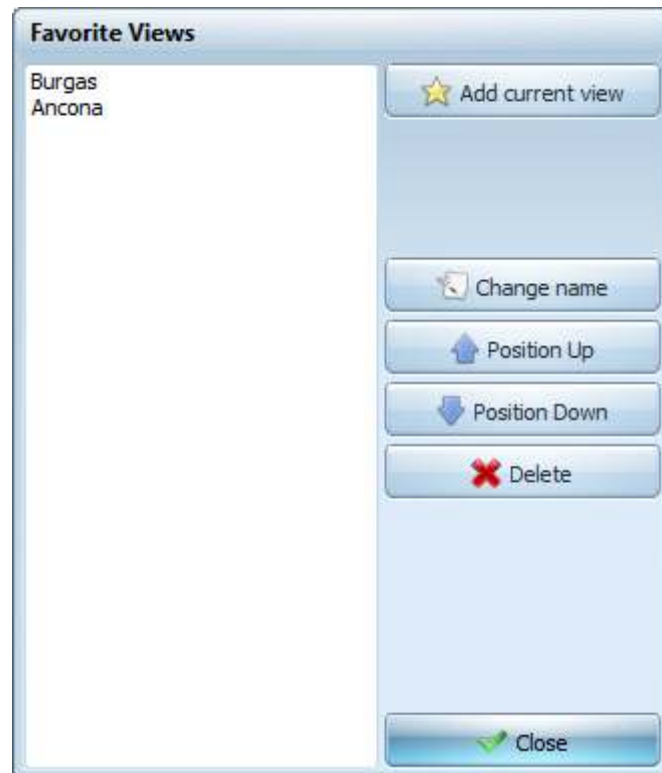 Favorite Views
Burgas
Ancona
Add current view
Change name
Position Up
Position Down
Delete
Close